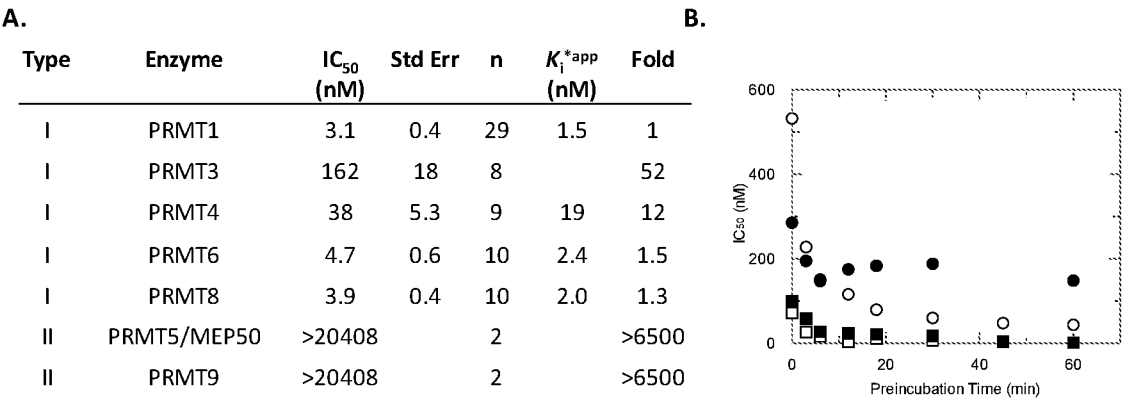 A.
Type Enzyme IC50 (nM) Std Err n Ki*app (nM) Fold
I PRMT1 3.1 0.4 29 1.5 1
I PRMT3 162 18 8 52
I PRMT4 38 5.3 9 19 12
I PRMT6 4.7 0.6 10 2.4 1.5
I PRMT8 3.9 0.4 10 2.0 1.3
II PRMT5/MEP50 >20408 2 >6500
II PRMT9 >20408 2 >6500
B.
600
400
200
0
IC50 (nM)
0 20 40 60
Preincubation Time (min)